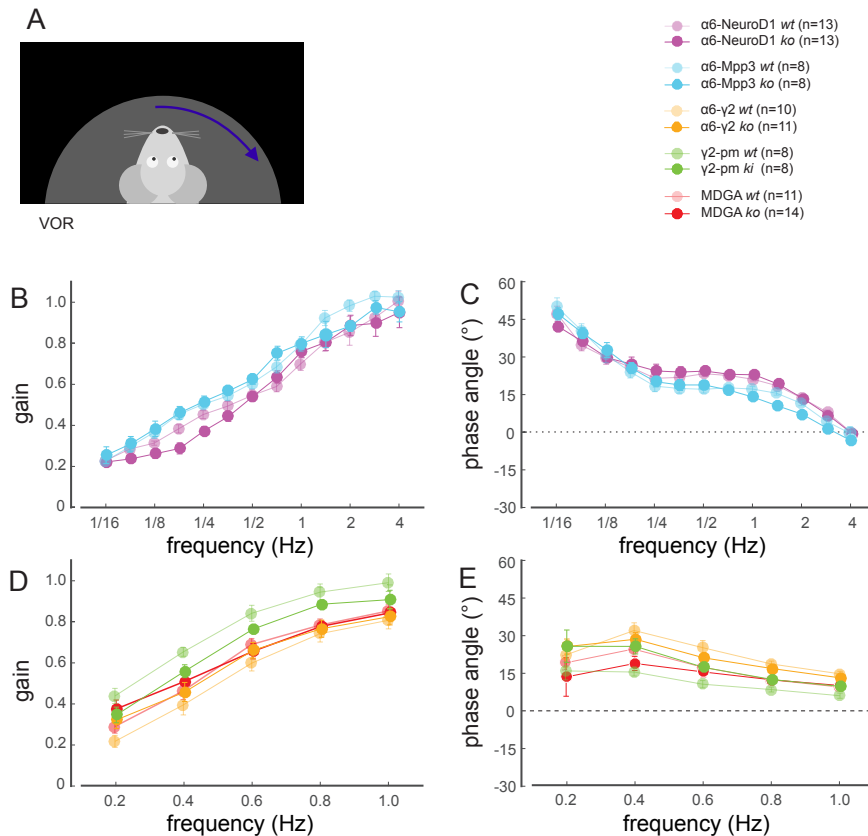 A
VOR
α6-NeuroD1 wt (n=13)
α6-NeuroD1 ko (n=13)
α6-Mpp3 wt (n=8)
α6-Mpp3 ko (n=8)
α6-γ2 wt (n=10)
α6-γ2 ko (n=11)
γ2-pm wt (n=8)
γ2-pm ki (n=8)
MDGA wt (n=11)
MDGA ko (n=14)
B
gain
1.0
0.8
0.6
0.4
0.2
0
1/16 1/8 1/4 1/2 1 2 4
frequency (Hz)
C
phase angle (°)
60
45
30
15
0
-15
-30
1/16 1/8 1/4 1/2 1 2 4
frequency (Hz)
D
gain
1.0
0.8
0.6
0.4
0.2
0
0.2 0.4 0.6 0.8 1.0
frequency (Hz)
E
phase angle (°)
60
45
30
15
0
-15
-30
0.2 0.4 0.6 0.8 1.0
frequency (Hz)